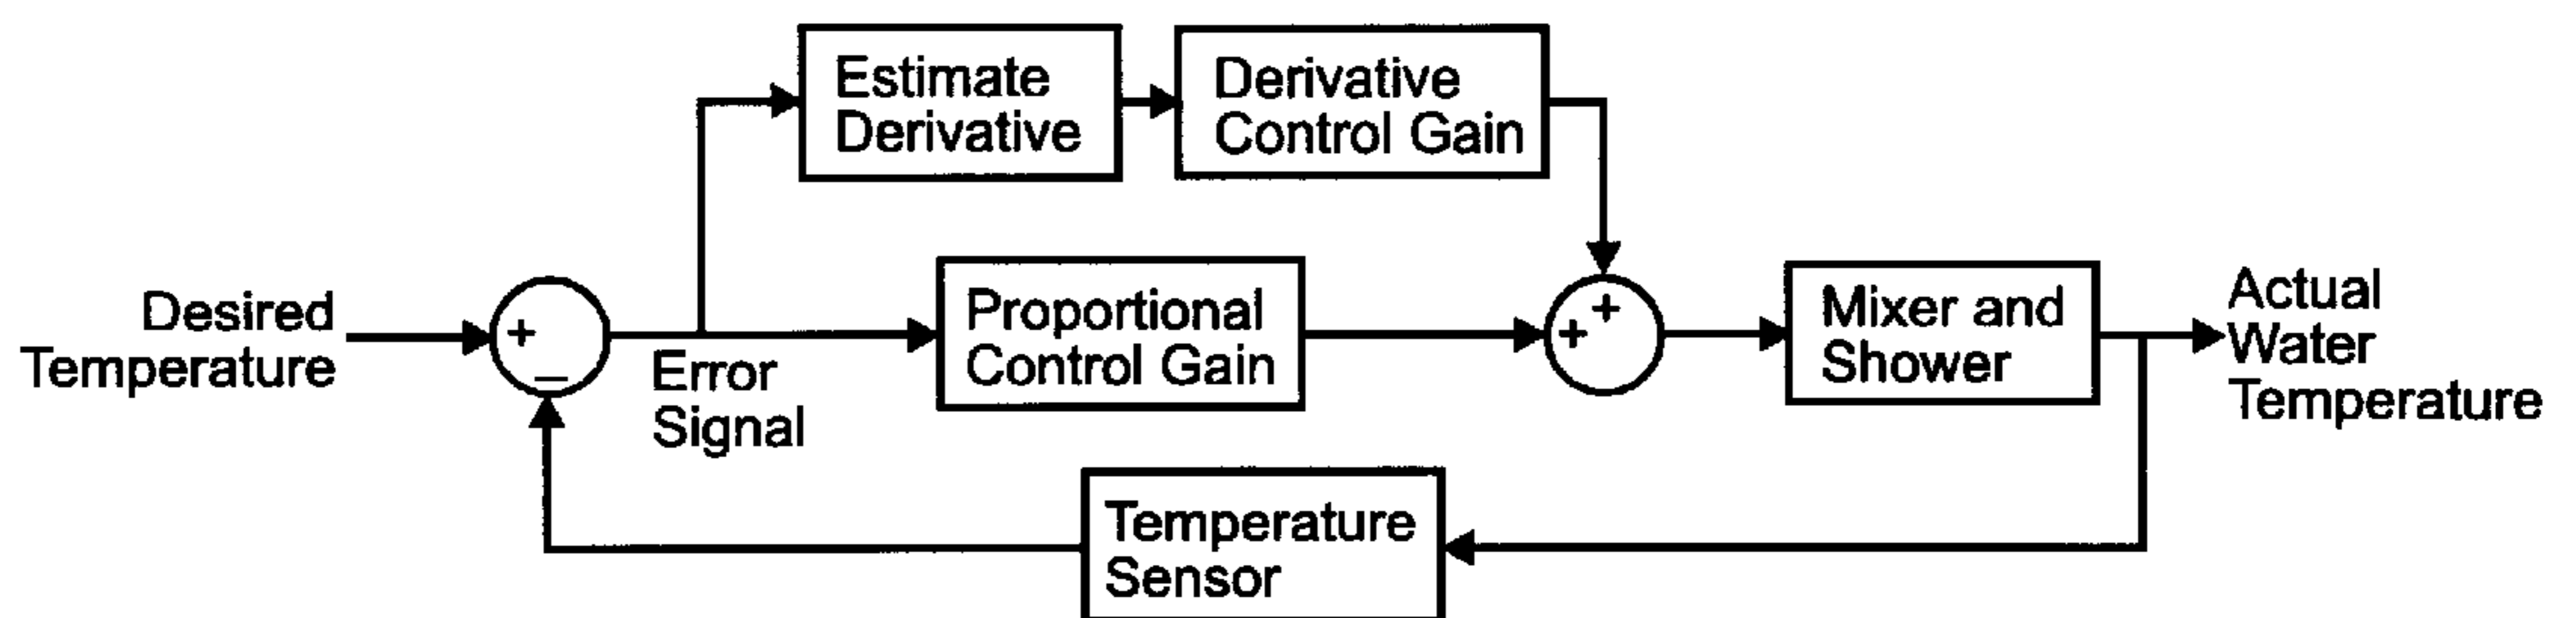 Estimate
Derivative
Derivative
Control Gain
Desired
Temperature
+
−
Error
Signal
Proportional
Control Gain
+
+
Mixer and
Shower
Actual
Water
Temperature
Temperature
Sensor